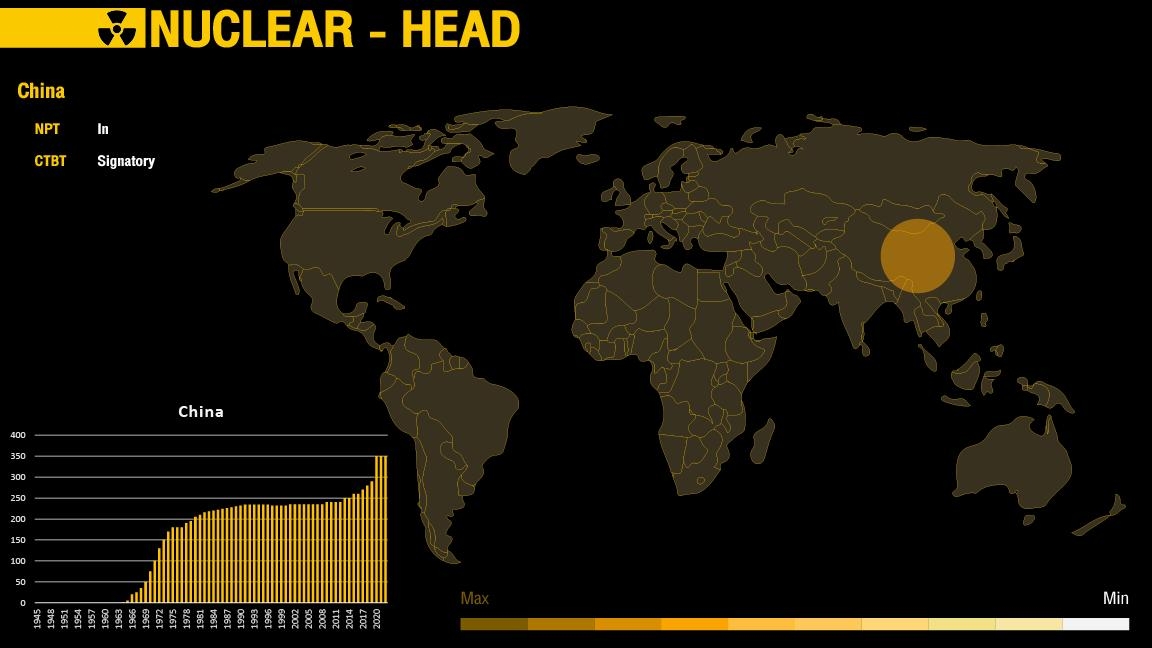 NUCLEAR - HEAD
China
NPT In
CTBT Signatory
China
400
350
300
250
200
150
100
50
0
1945 1948 1951 1954 1957 1960 1963 1966 1969 1972 1975 1978 1981 1984 1987 1990 1993 1996 1999 2002 2005 2008 2011 2014 2017 2020
Max Min